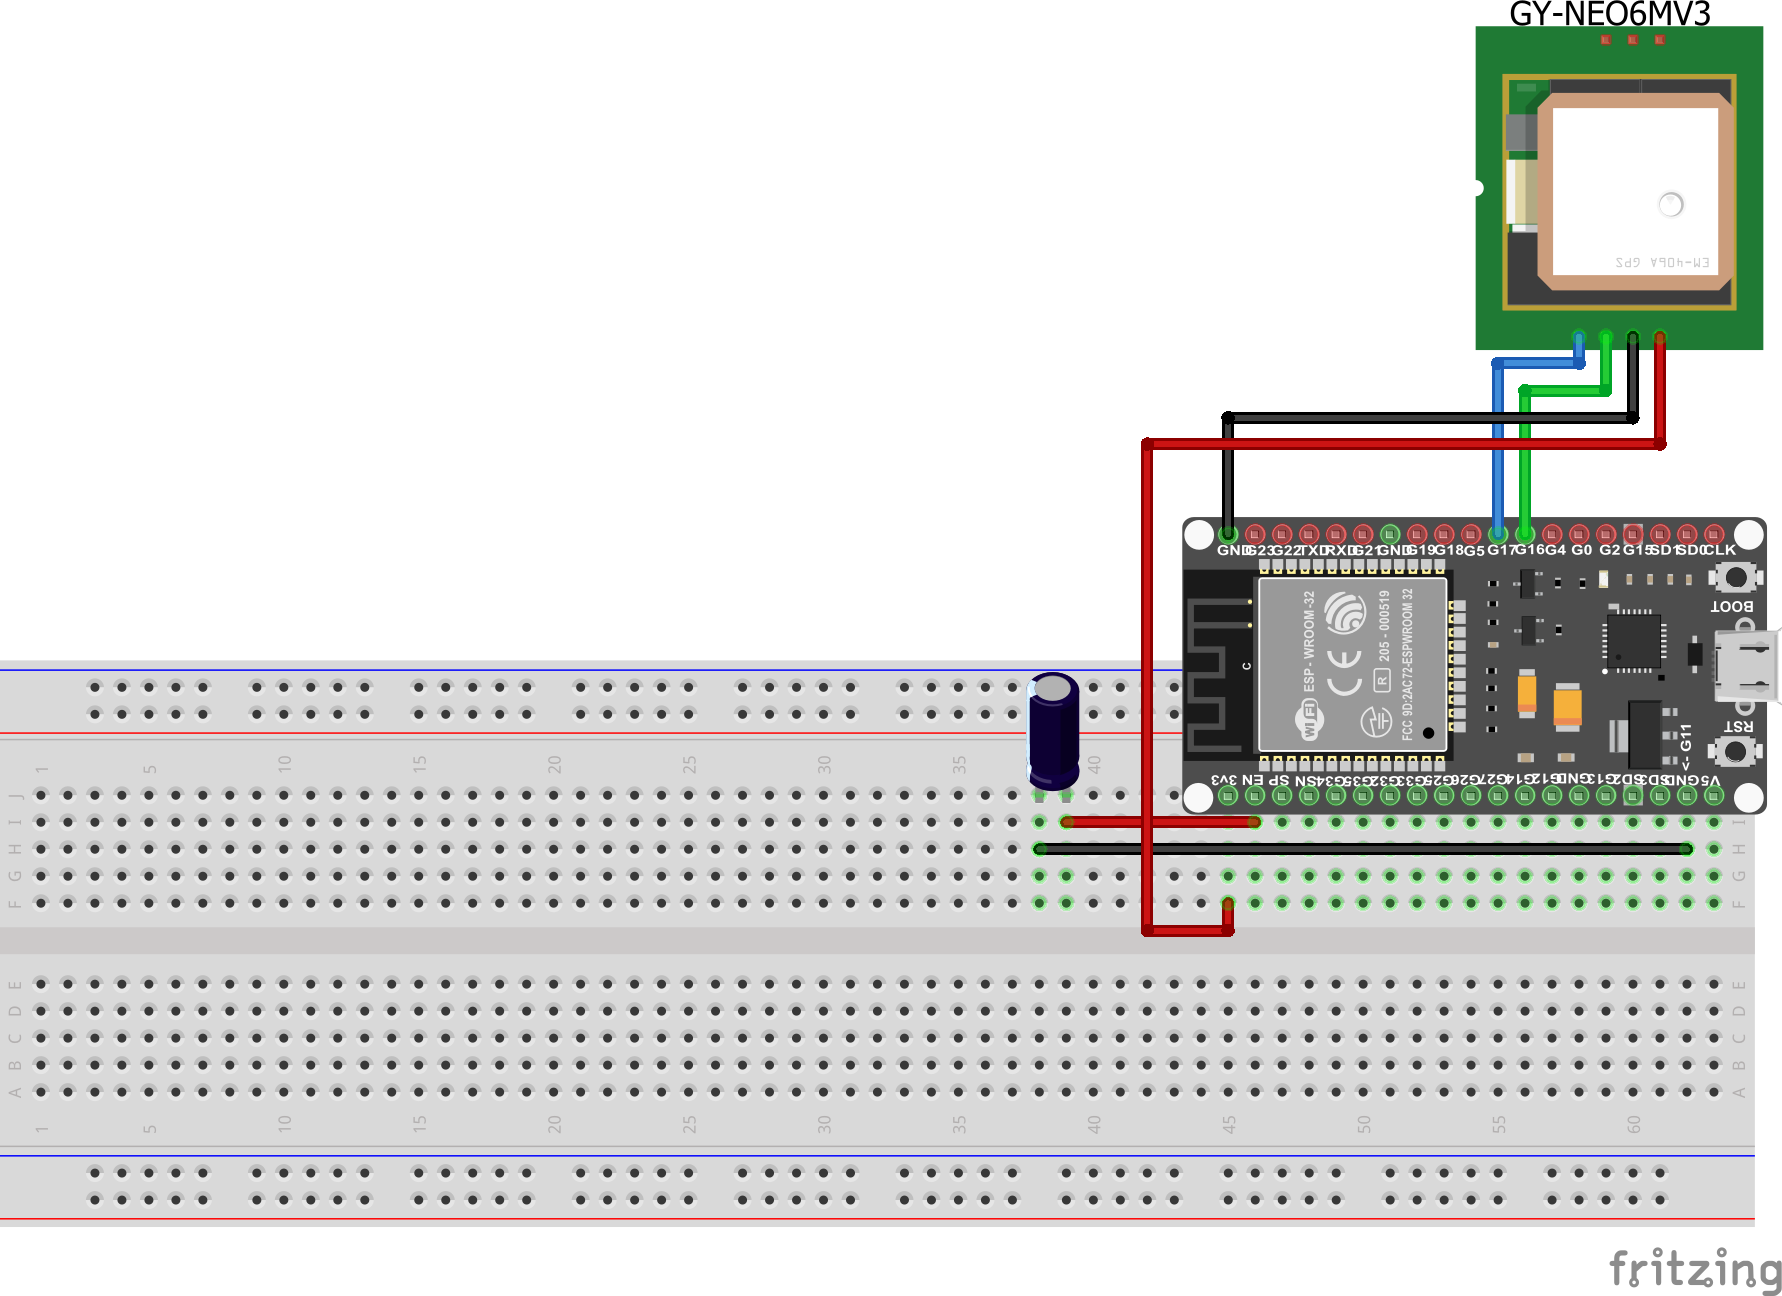 GY-NEO6MV3
EM-406A GPS
GND G23 G22 TXD RXD G21 GND G19 G18 G5 G17 G16 G4 G0 G2 G15 SD1 SD0 CLK
BOOT
C
WiFi ESP - WROOM -32
CE
R 205 - 000519
FCC 9D:2AC72-ESPWROOM 32
RST
<- G11
3v3 EN SP SN G34 G35 G32 G33 G25 G26 G27 G14 G12 GND G13 SD2 SD3 GND V5
1 5 10 15 20 25 30 35 40
J
I I
H H
G G
F F
E E
D D
C C
B B
A A
1 5 10 15 20 25 30 35 40 45 50 55 60
fritzing